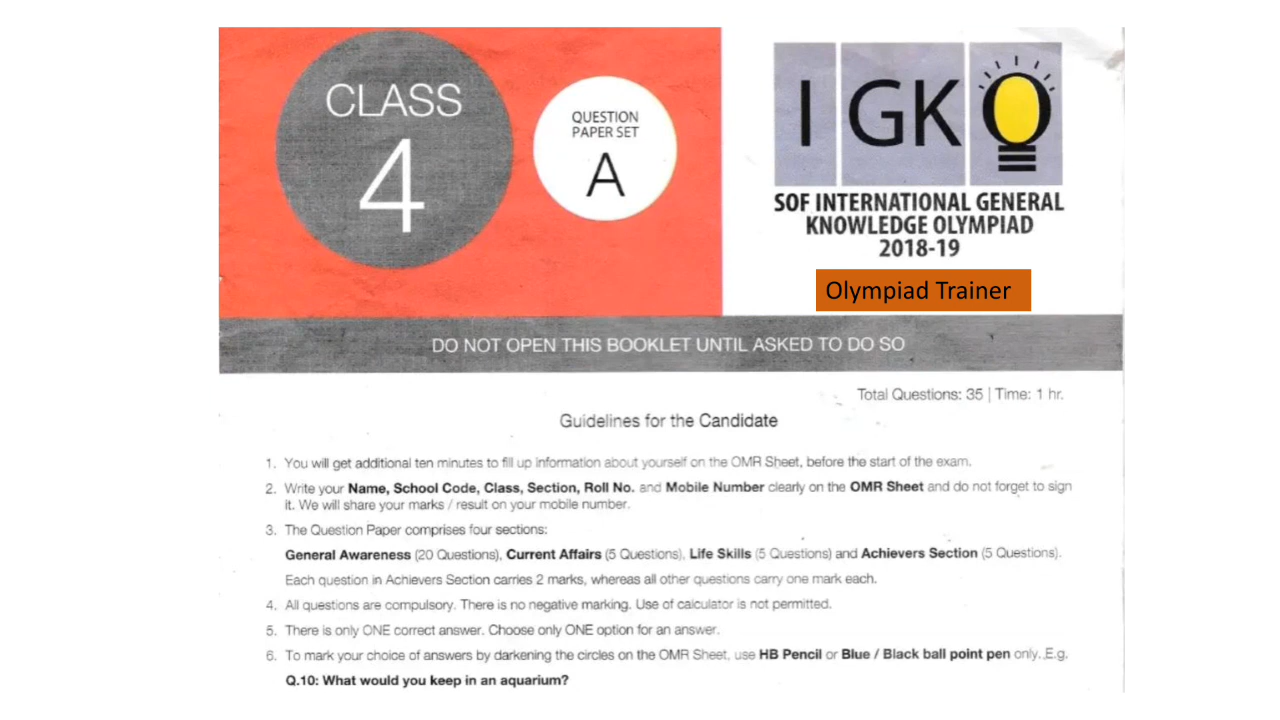 CLASS
4
QUESTION
PAPER SET
A
I GKO
SOF INTERNATIONAL GENERAL
KNOWLEDGE OLYMPIAD
2018-19
Olympiad Trainer
DO NOT OPEN THIS BOOKLET UNTIL ASKED TO DO SO
Total Questions: 35 | Time: 1 hr.
Guidelines for the Candidate
1. You will get additional ten minutes to fill up information about yourself on the OMR Sheet, before the start of the exam.
2. Write your Name, School Code, Class, Section, Roll No. and Mobile Number clearly on the OMR Sheet and do not forget to sign
it. We will share your marks / result on your mobile number.
3. The Question Paper comprises four sections:
General Awareness (20 Questions), Current Affairs (5 Questions), Life Skills (5 Questions) and Achievers Section (5 Questions).
Each question in Achievers Section carries 2 marks, whereas all other questions carry one mark each.
4. All questions are compulsory. There is no negative marking. Use of calculator is not permitted.
5. There is only ONE correct answer. Choose only ONE option for an answer.
6. To mark your choice of answers by darkening the circles on the OMR Sheet, use HB Pencil or Blue / Black ball point pen only. E.g.
Q.10: What would you keep in an aquarium?